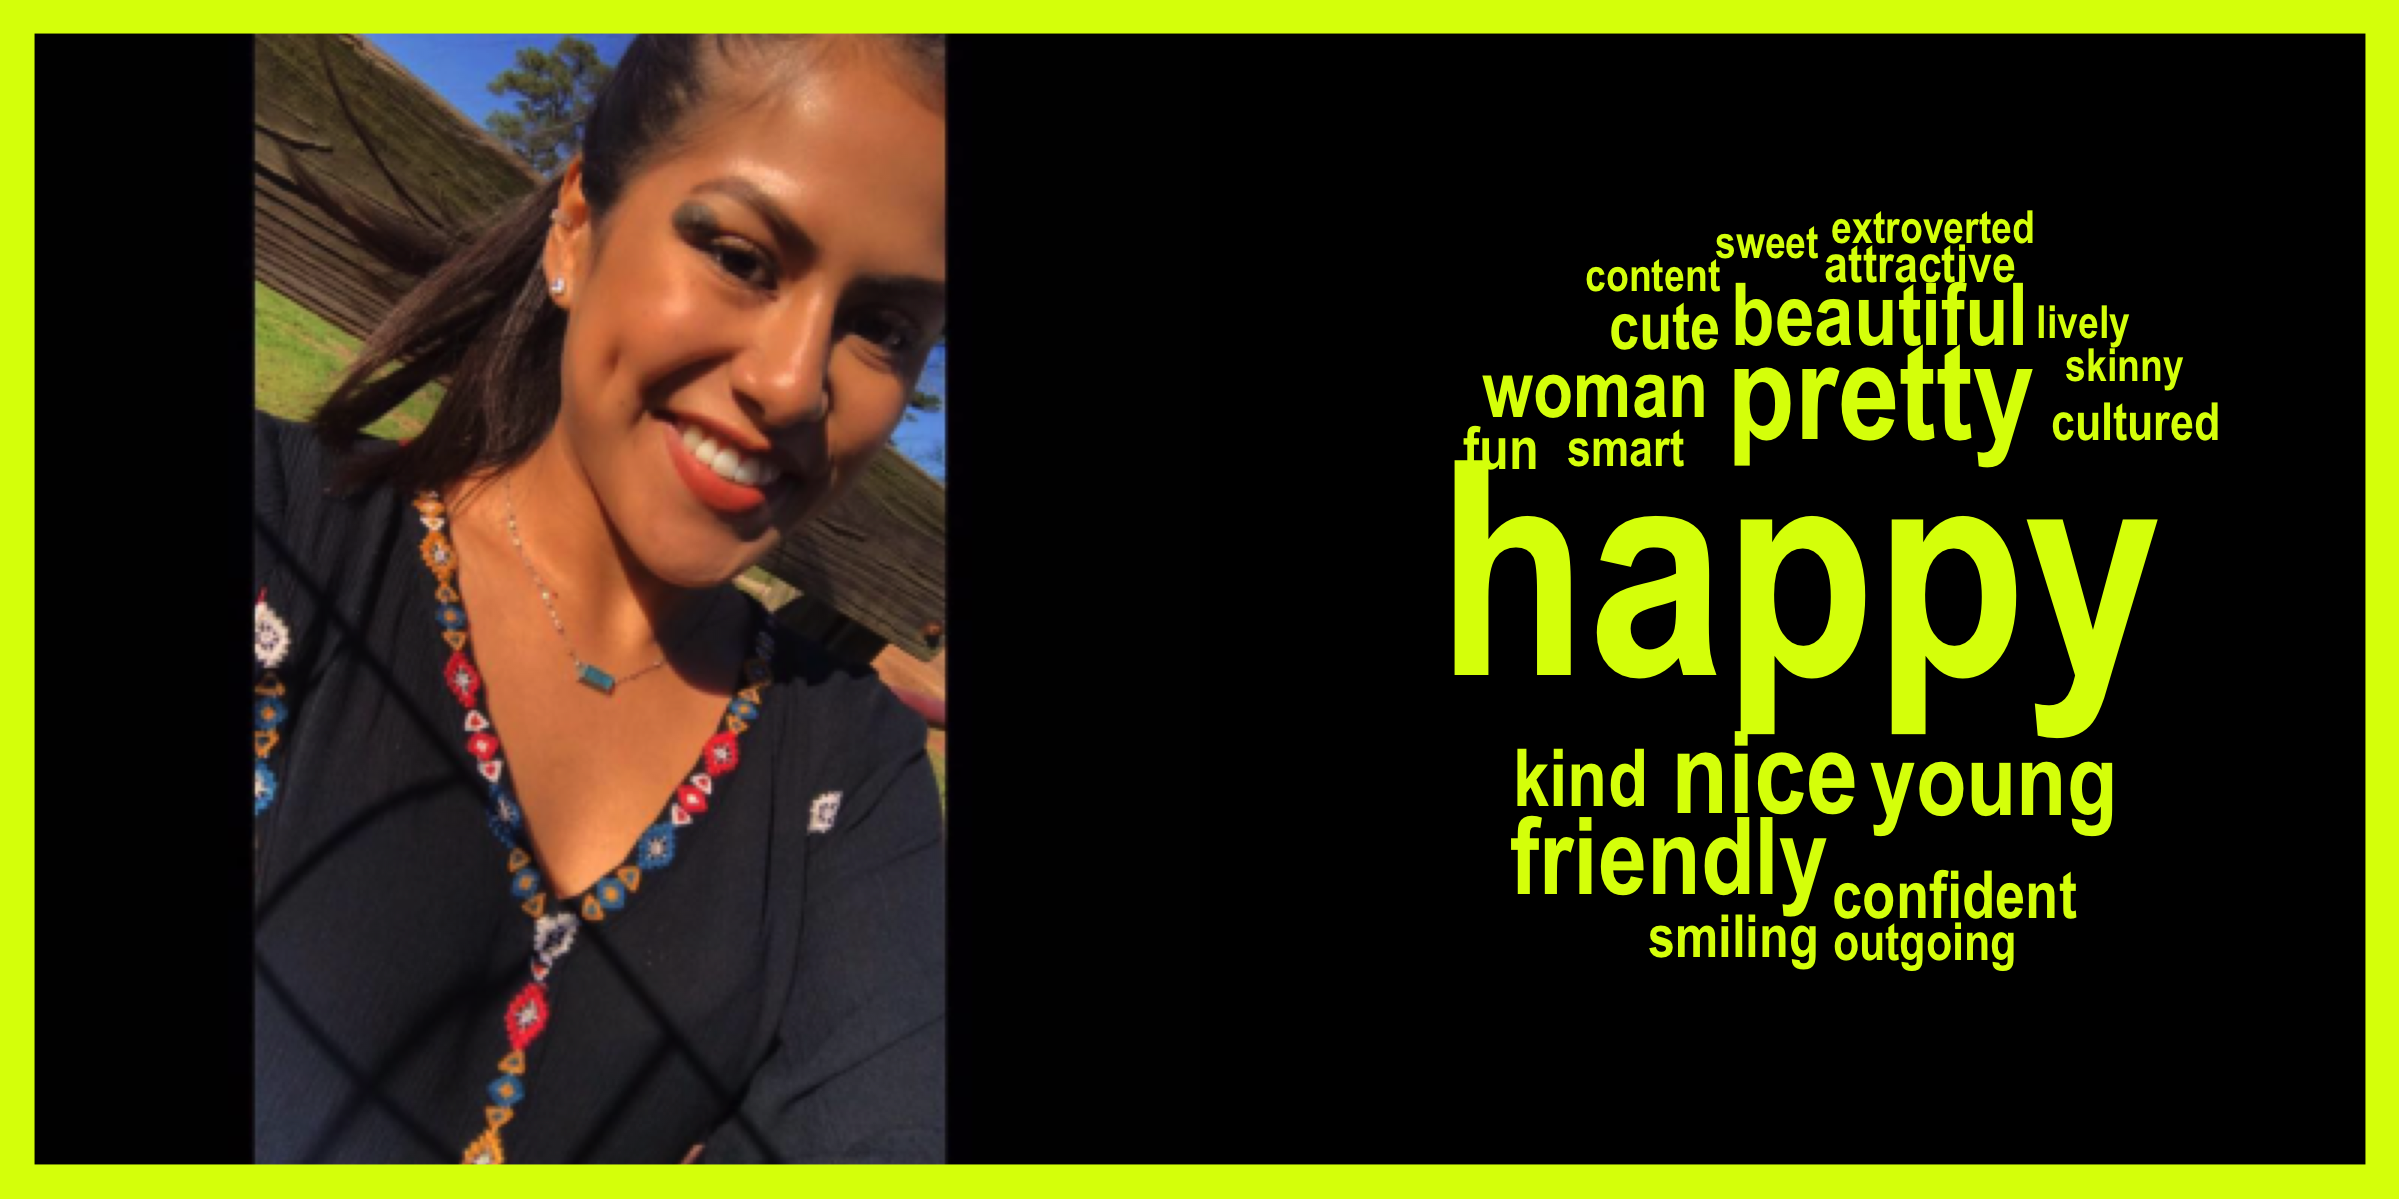 sweet extroverted
content attractive
cute beautiful lively
woman pretty skinny
fun smart cultured
happy
kind nice young
friendly confident
smiling outgoing